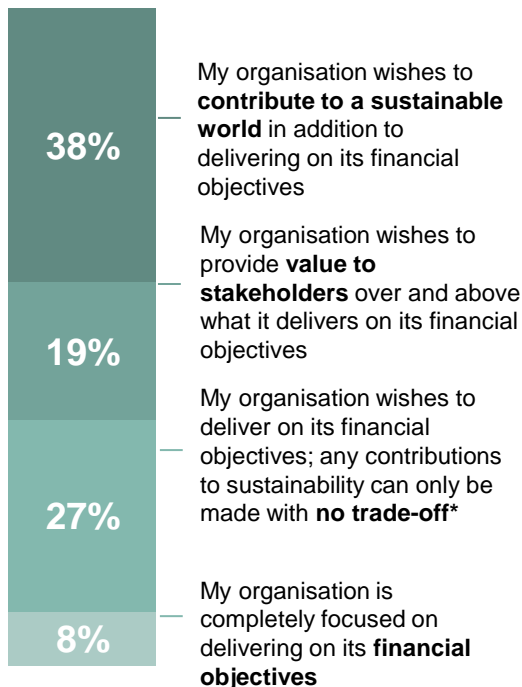 38%
My organisation wishes to
contribute to a sustainable
world in addition to
delivering on its financial
objectives
19%
My organisation wishes to
provide value to
stakeholders over and above
what it delivers on its financial
objectives
27%
My organisation wishes to
deliver on its financial
objectives; any contributions
to sustainability can only be
made with no trade-off*
8%
My organisation is
completely focused on
delivering on its financial
objectives